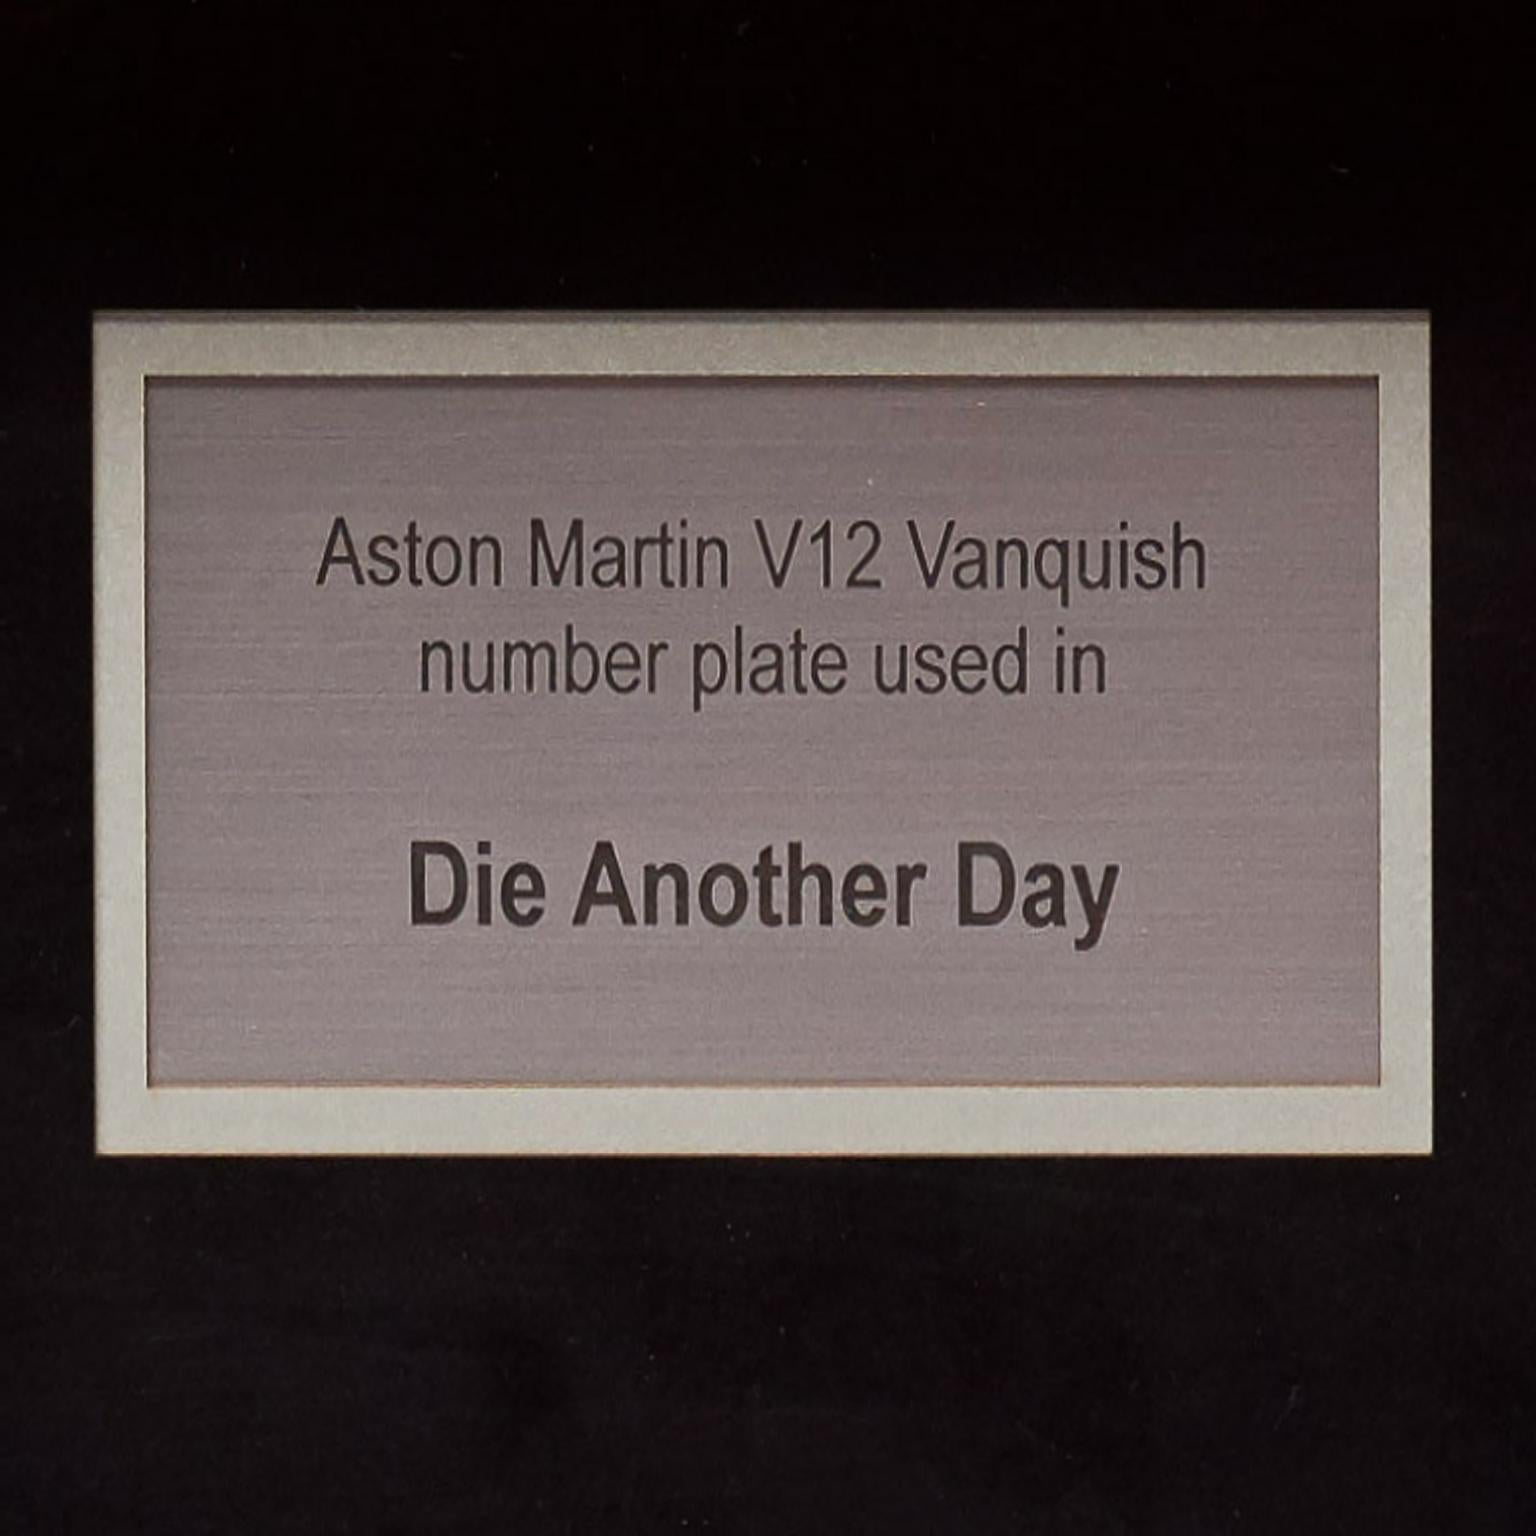 Aston Martin V12 Vanquish
number plate used in
Die Another Day